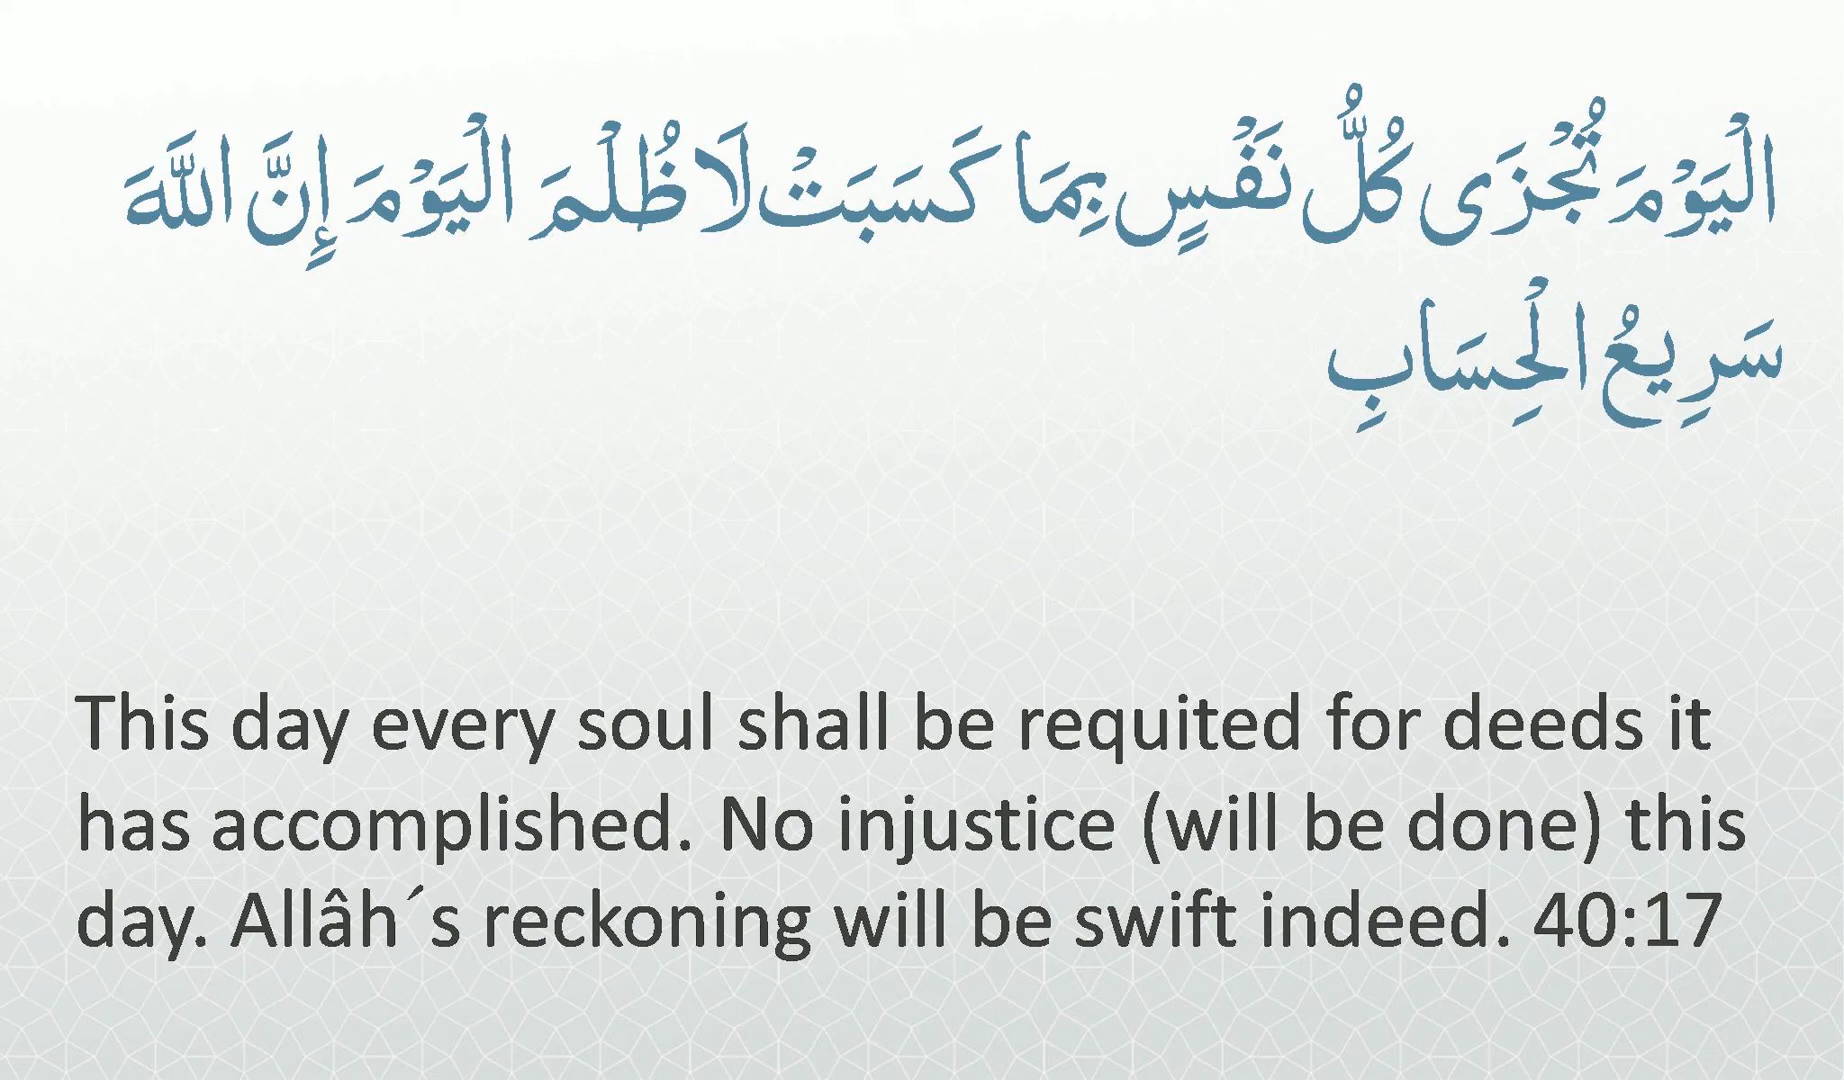 الْيَوْمَ تُجْزَى كُلُّ نَفْسٍ بِمَا كَسَبَتْ لَا ظُلْمَ الْيَوْمَ إِنَّ اللَّهَ
سَرِيعُ الْحِسَابِ
This day every soul shall be requited for deeds it
has accomplished. No injustice (will be done) this
day. Allâh´s reckoning will be swift indeed. 40:17